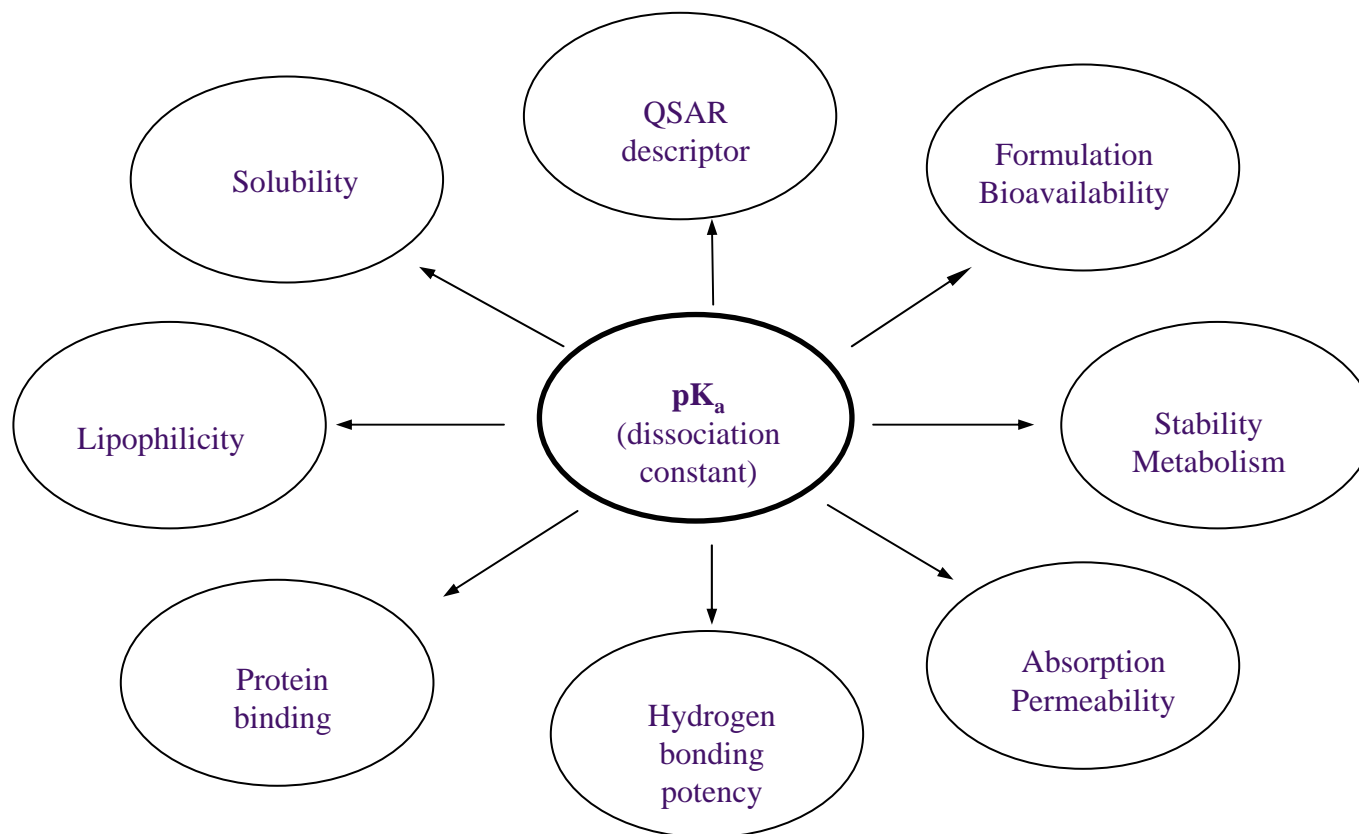 QSAR
descriptor
Formulation
Bioavailability
Solubility
pKₐ
(dissociation
constant)
Lipophilicity
Stability
Metabolism
Protein
binding
Hydrogen
bonding
potency
Absorption
Permeability